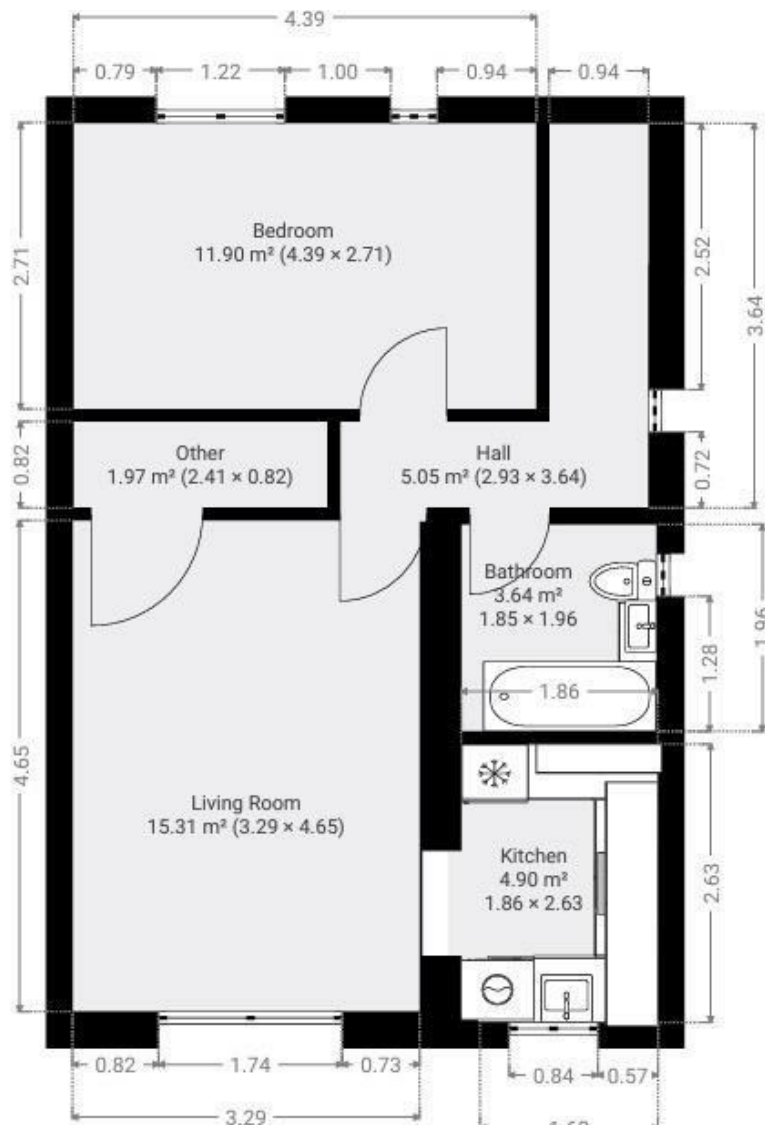 4.39
0.79 1.22 1.00 0.94 0.94
Bedroom
11.90 m² (4.39 × 2.71)
2.71
2.52
3.64
Other
1.97 m² (2.41 × 0.82)
Hall
5.05 m² (2.93 × 3.64)
0.82
0.72
Bathroom
3.64 m²
1.85 × 1.96
1.96
1.28
1.86
4.65
Living Room
15.31 m² (3.29 × 4.65)
Kitchen
4.90 m²
1.86 × 2.63
2.63
0.82 1.74 0.73 0.84 0.57
3.29